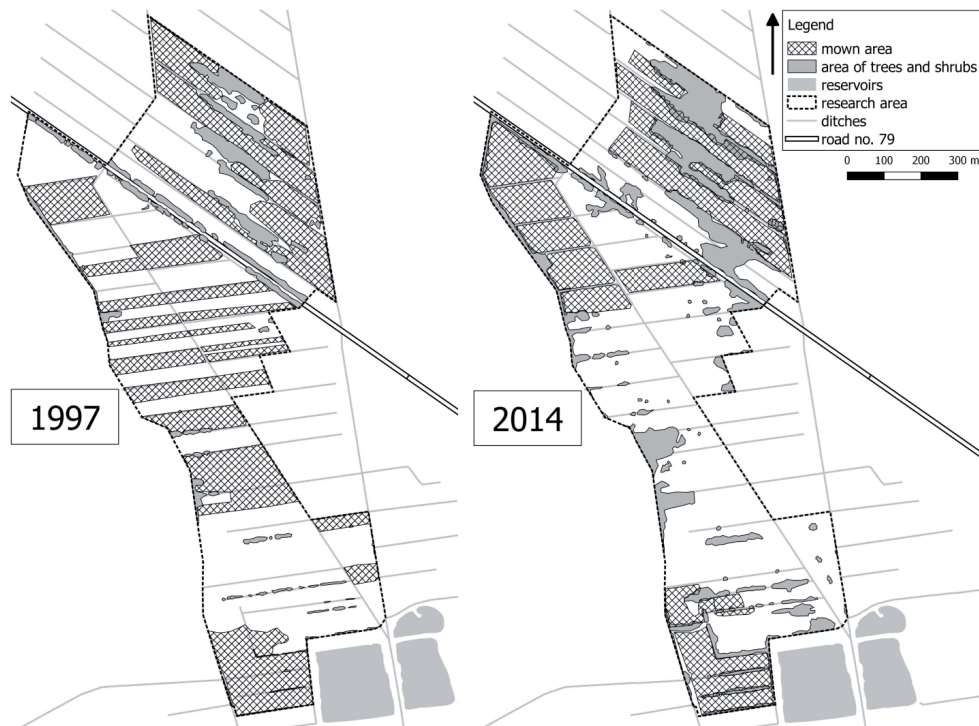 Legend
mown area
area of trees and shrubs
reservoirs
research area
ditches
road no. 79
0 100 200 300 m
1997
2014